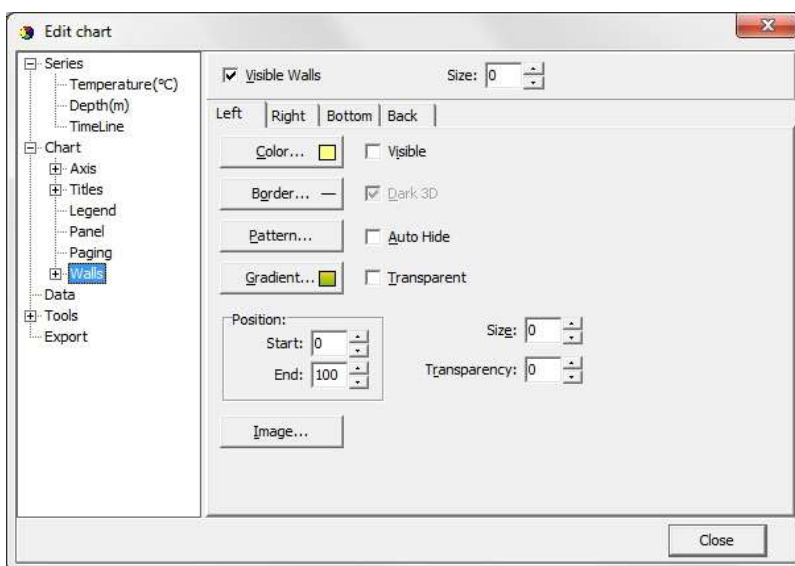 Edit chart
Series
Temperature(ºC)
Depth(m)
TimeLine
Chart
Axis
Titles
Legend
Panel
Paging
Walls
Data
Tools
Export
Visible Walls Size: 0
Left Right Bottom Back
Color... Visible
Border... Dark 3D
Pattern... Auto Hide
Gradient... Transparent
Position:
Start: 0 Size: 0
End: 100 Transparency: 0
Image...
Close